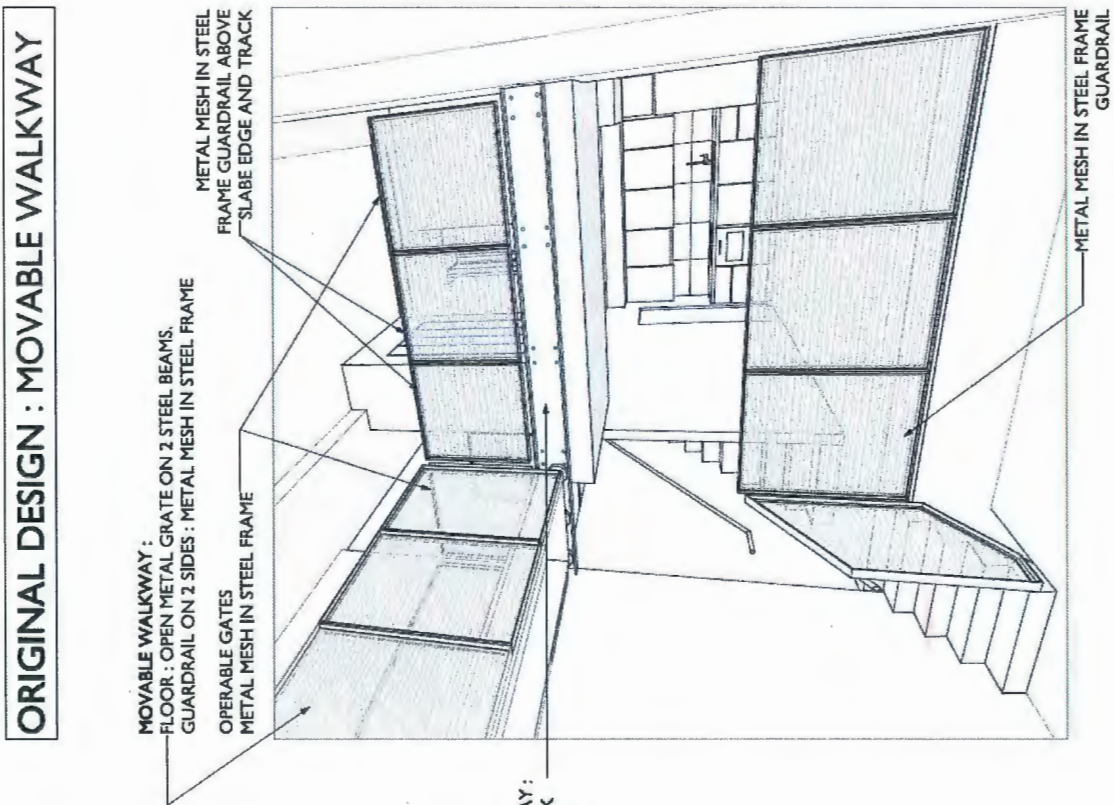 ORIGINAL DESIGN : MOVABLE WALKWAY
MOVABLE WALKWAY :
FLOOR : OPEN METAL GRATE ON 2 STEEL BEAMS.
GUARDRAIL ON 2 SIDES : METAL MESH IN STEEL FRAME
OPERABLE GATES
METAL MESH IN STEEL FRAME
METAL MESH IN STEEL
FRAME GUARDRAIL ABOVE
SLABE EDGE AND TRACK
METAL MESH IN STEEL FRAME
GUARDRAIL